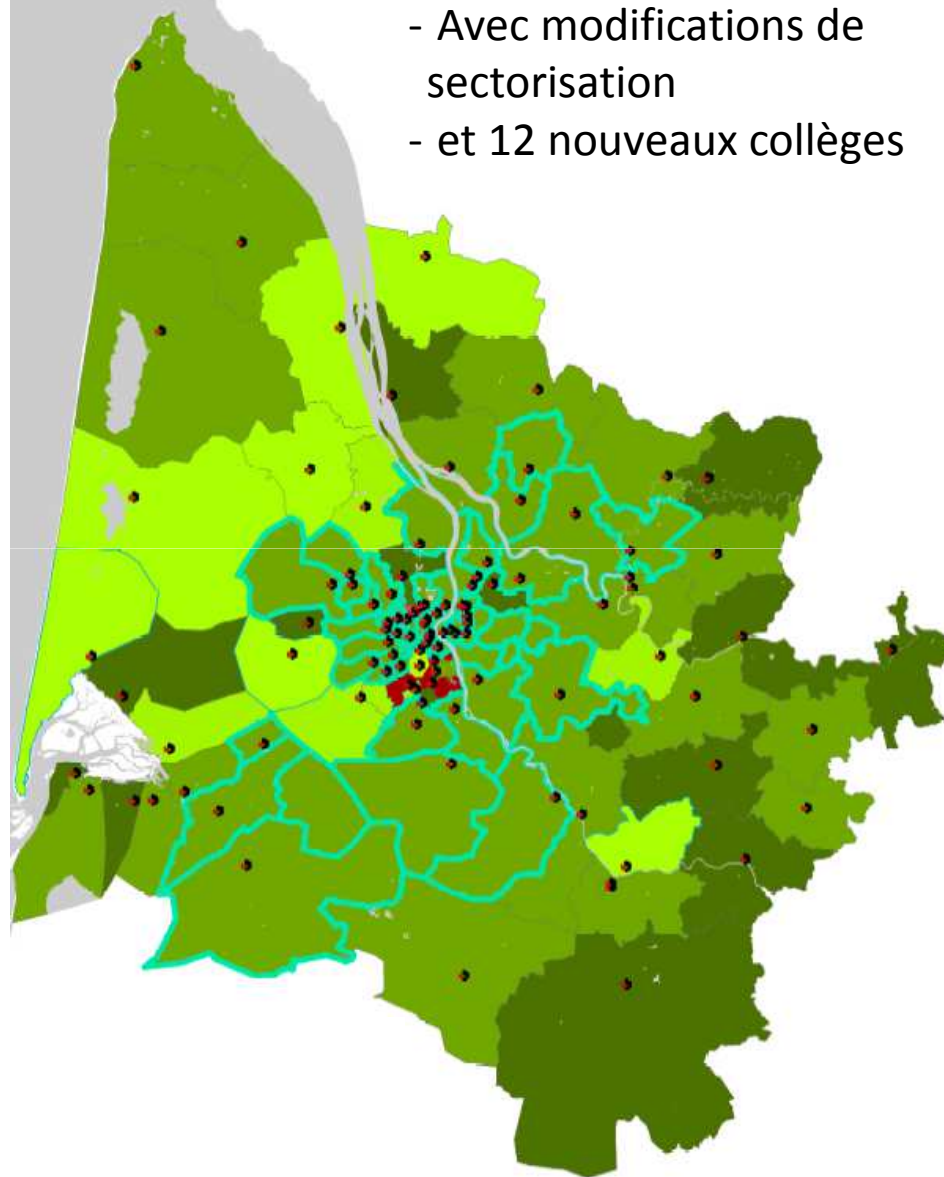 - Avec modifications de
sectorisation
- et 12 nouveaux collèges